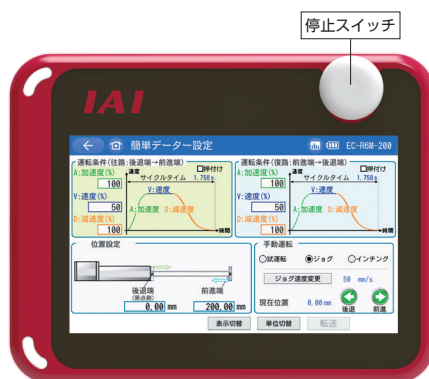 停止スイッチ
IAI
簡単データー設定
EC-R6M-200
運転条件(往路:後退端→前進端)
押付け
A:加速度(%)
100
速度
サイクルタイム 1.758s
V:速度
V:速度(%)
50
A:加速度 D:減速度
D:減速度(%)
100
時間
運転条件(復路:前進端→後退端)
押付け
A:加速度(%)
100
速度
サイクルタイム 1.758s
V:速度
V:速度(%)
50
A:加速度 D:減速度
D:減速度(%)
100
時間
位置設定
後退端
(原点側)
前進端
0.00 mm
200.00 mm
手動運転
試運転 ジョグ インチング
ジョグ速度変更 50 mm/s
現在位置 0.00 mm
後退 前進
表示切替 単位切替 転送